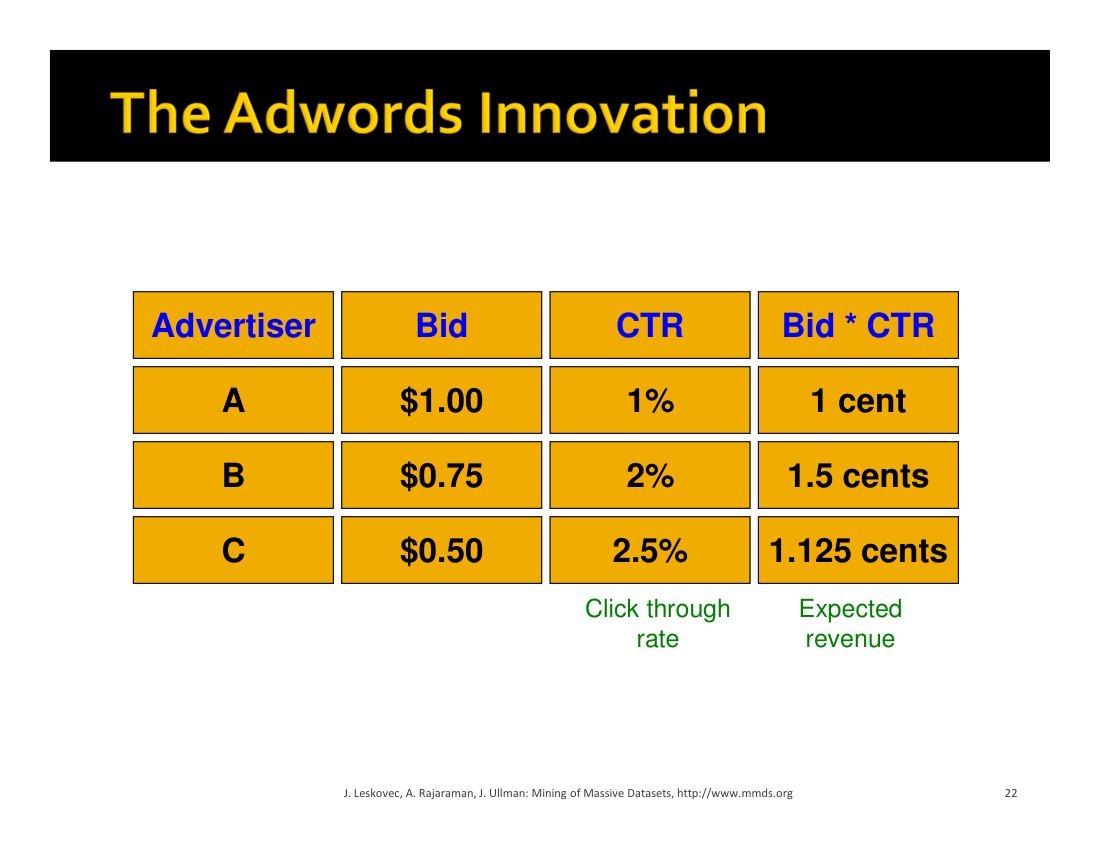 The Adwords Innovation
Advertiser Bid CTR Bid * CTR
A $1.00 1% 1 cent
B $0.75 2% 1.5 cents
C $0.50 2.5% 1.125 cents
Click through Expected
rate revenue
J. Leskovec, A. Rajaraman, J. Ullman: Mining of Massive Datasets, http://www.mmds.org 22